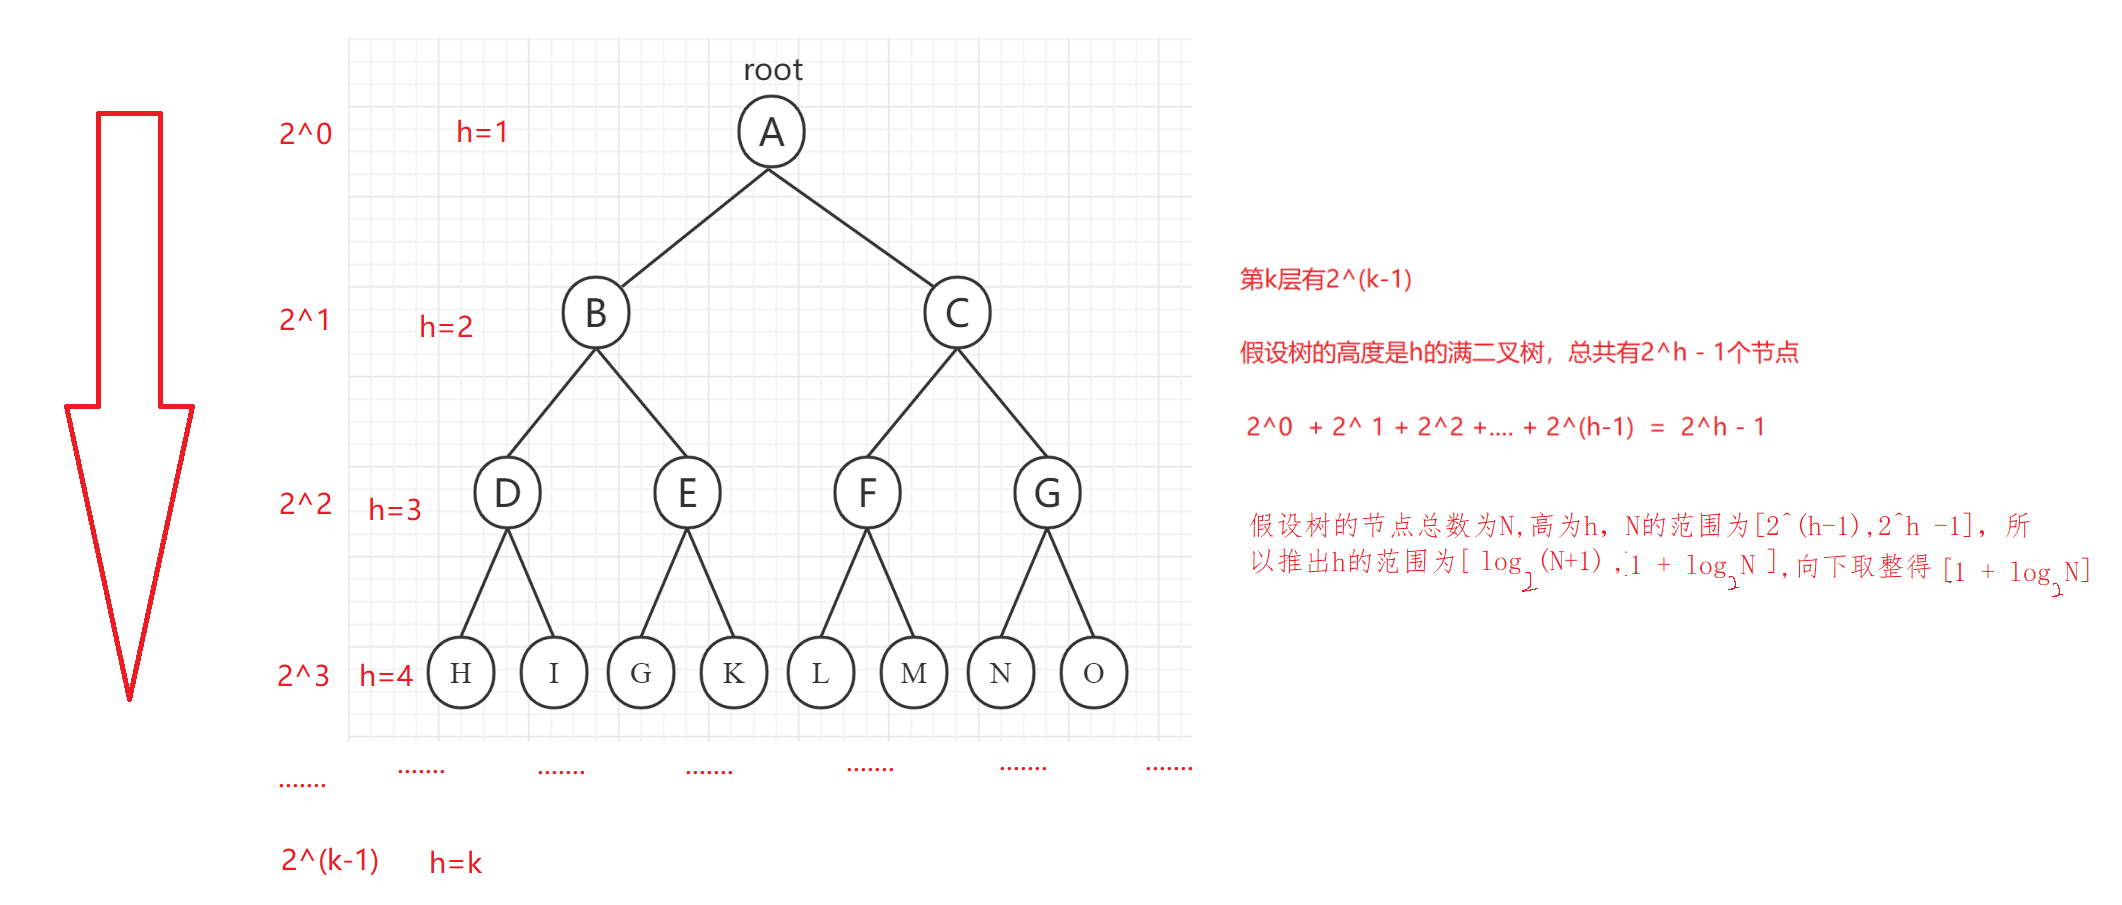 root
2^0 h=1 A
2^1 h=2 B C
2^2 h=3 D E F G
2^3 h=4 H I G K L M N O
....... ....... ....... ....... ....... ....... .......
2^(k-1) h=k
第k层有2^(k-1)
假设树的高度是h的满二叉树，总共有2^h - 1个节点
2^0 + 2^ 1 + 2^2 +.... + 2^(h-1) = 2^h - 1
假设树的节点总数为N,高为h，N的范围为[2^(h-1),2^h -1]，所
以推出h的范围为[ log2(N+1) ,1 + log2N ],向下取整得 [1 + log2N]